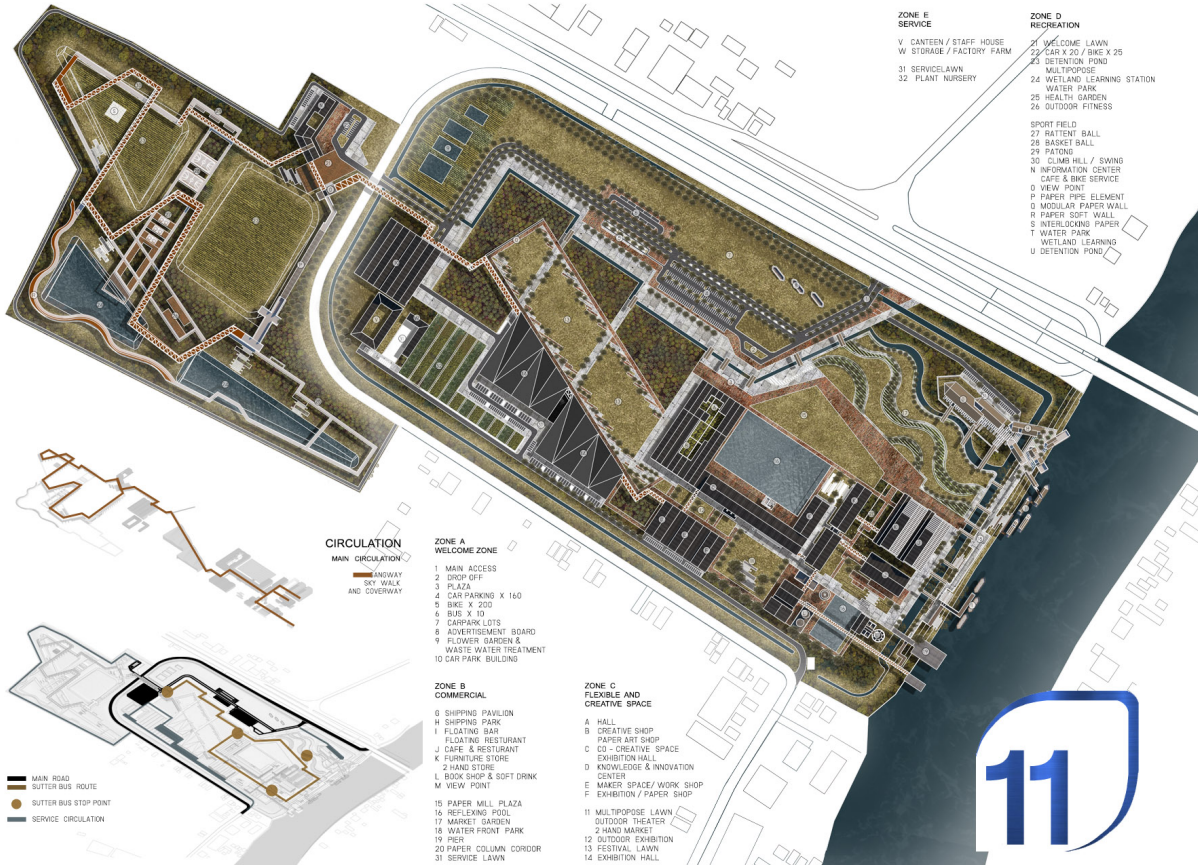 ZONE E
SERVICE
V CANTEEN / STAFF HOUSE
W STORAGE / FACTORY FARM
31 SERVICELAWN
32 PLANT NURSERY
ZONE D
RECREATION
21 WELCOME LAWN
22 CAR X 20 / BIKE X 25
23 DETENTION POND
MULTIPOPOSE
24 WETLAND LEARNING STATION
WATER PARK
25 HEALTH GARDEN
26 OUTDOOR FITNESS
SPORT FIELD
27 RATTENT BALL
28 BASKET BALL
29 PATONG
30 CLIMB HILL / SWING
N INFORMATION CENTER
CAFE & BIKE SERVICE
O VIEW POINT
P PAPER PIPE ELEMENT
Q MODULAR PAPER WALL
R PAPER SOFT WALL
S INTERLOCKING PAPER
T WATER PARK
WETLAND LEARNING
U DETENTION POND
CIRCULATION
MAIN CIRCULATION
GANGWAY
SKY WALK
AND COVERWAY
MAIN ROAD
SUTTER BUS ROUTE
SUTTER BUS STOP POINT
SERVICE CIRCULATION
ZONE A
WELCOME ZONE
1 MAIN ACCESS
2 DROP OFF
3 PLAZA
4 CAR PARKING X 160
5 BIKE X 200
6 BUS X 10
7 CARPARK LOTS
8 ADVERTISEMENT BOARD
9 FLOWER GARDEN &
WASTE WATER TREATMENT
10 CAR PARK BUILDING
ZONE B
COMMERCIAL
G SHIPPING PAVILION
H SHIPPING PARK
I FLOATING BAR
FLOATING RESTURANT
J CAFE & RESTURANT
K FURNITURE STORE
2 HAND STORE
L BOOK SHOP & SOFT DRINK
M VIEW POINT
15 PAPER MILL PLAZA
16 REFLEXING POOL
17 MARKET GARDEN
18 WATER FRONT PARK
19 PIER
20 PAPER COLUMN CORIDOR
31 SERVICE LAWN
ZONE C
FLEXIBLE AND
CREATIVE SPACE
A HALL
B CREATIVE SHOP
PAPER ART SHOP
C CO - CREATIVE SPACE
EXHIBITION HALL
D KNOWLEDGE & INNOVATION
CENTER
E MAKER SPACE/ WORK SHOP
F EXHIBITION / PAPER SHOP
11 MULTIPOPOSE LAWN
OUTDOOR THEATER
2 HAND MARKET
12 OUTDOOR EXHIBITION
13 FESTIVAL LAWN
14 EXHIBITION HALL
11